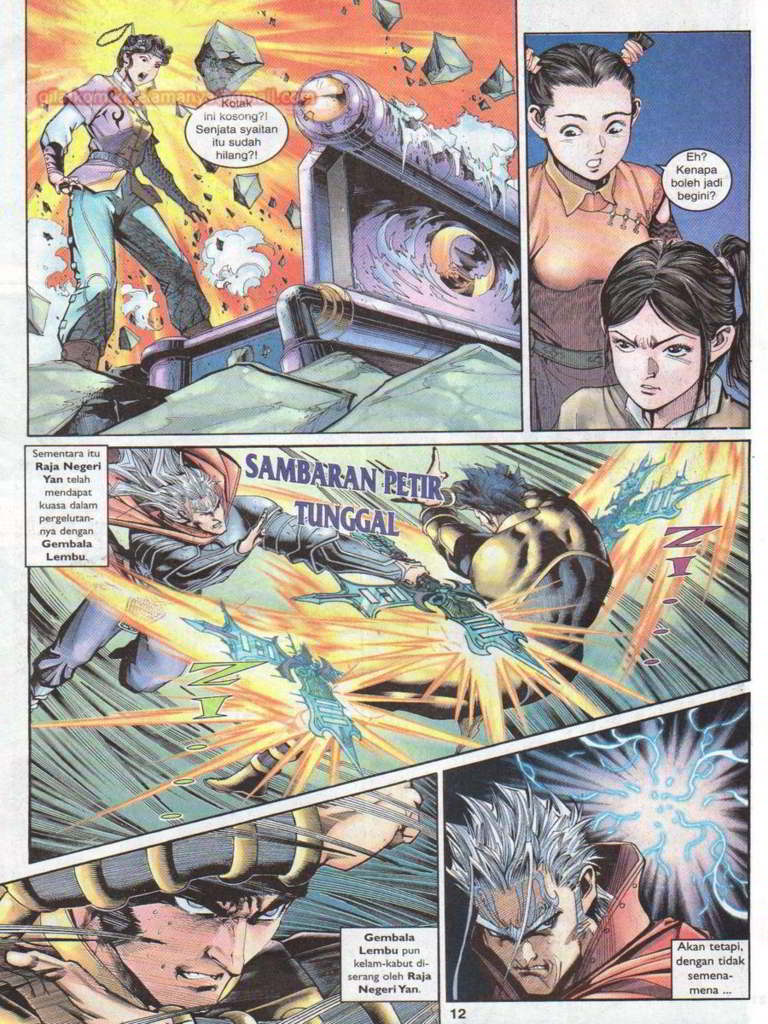 Kotak
ini kosong?!
Senjata syaitan
itu sudah
hilang?!
Eh?
Kenapa
boleh jadi
begini?
Sementara itu
Raja Negeri
Yan telah
mendapat
kuasa dalam
pergelutan-
nya dengan
Gembala
Lembu.
SAMBARAN PETIR
TUNGGAL
ZI...
ZI...
Gembala
Lembu pun
kelam-kabut di-
serang oleh Raja
Negeri Yan.
Akan tetapi,
dengan tidak
semena-
mena ...
12